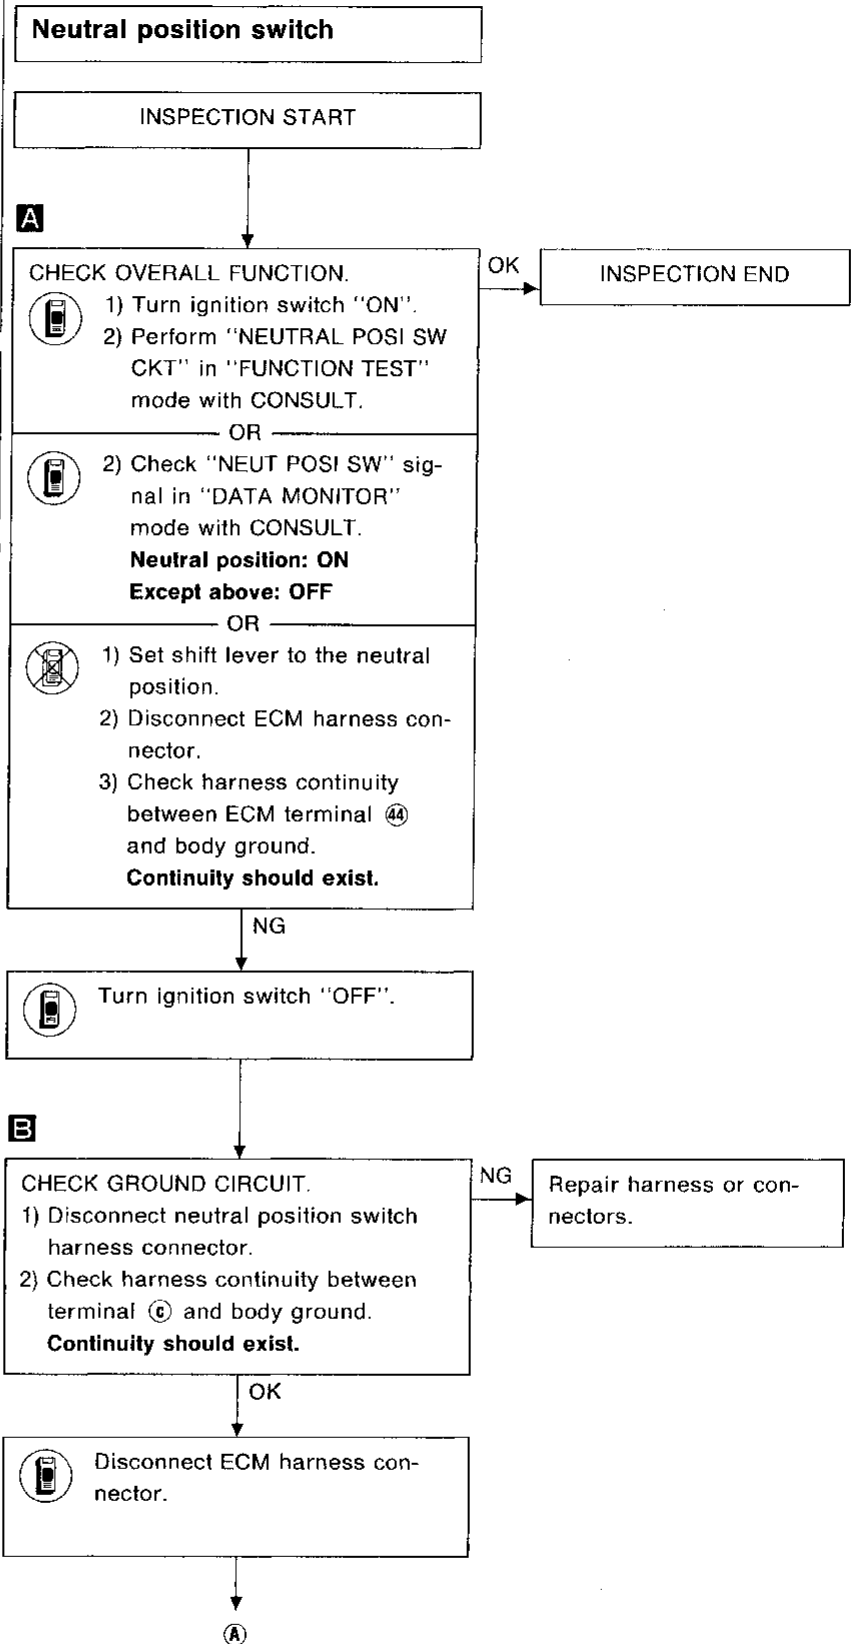 Neutral position switch
INSPECTION START
A
CHECK OVERALL FUNCTION.
1) Turn ignition switch "ON".
2) Perform "NEUTRAL POSI SW
CKT" in "FUNCTION TEST"
mode with CONSULT.
OR
2) Check "NEUT POSI SW" sig-
nal in "DATA MONITOR"
mode with CONSULT.
Neutral position: ON
Except above: OFF
OR
1) Set shift lever to the neutral
position.
2) Disconnect ECM harness con-
nector.
3) Check harness continuity
between ECM terminal ㊹
and body ground.
Continuity should exist.
OK
INSPECTION END
NG
Turn ignition switch "OFF".
B
CHECK GROUND CIRCUIT.
1) Disconnect neutral position switch
harness connector.
2) Check harness continuity between
terminal ⓒ and body ground.
Continuity should exist.
NG
Repair harness or con-
nectors.
OK
Disconnect ECM harness con-
nector.
Ⓐ